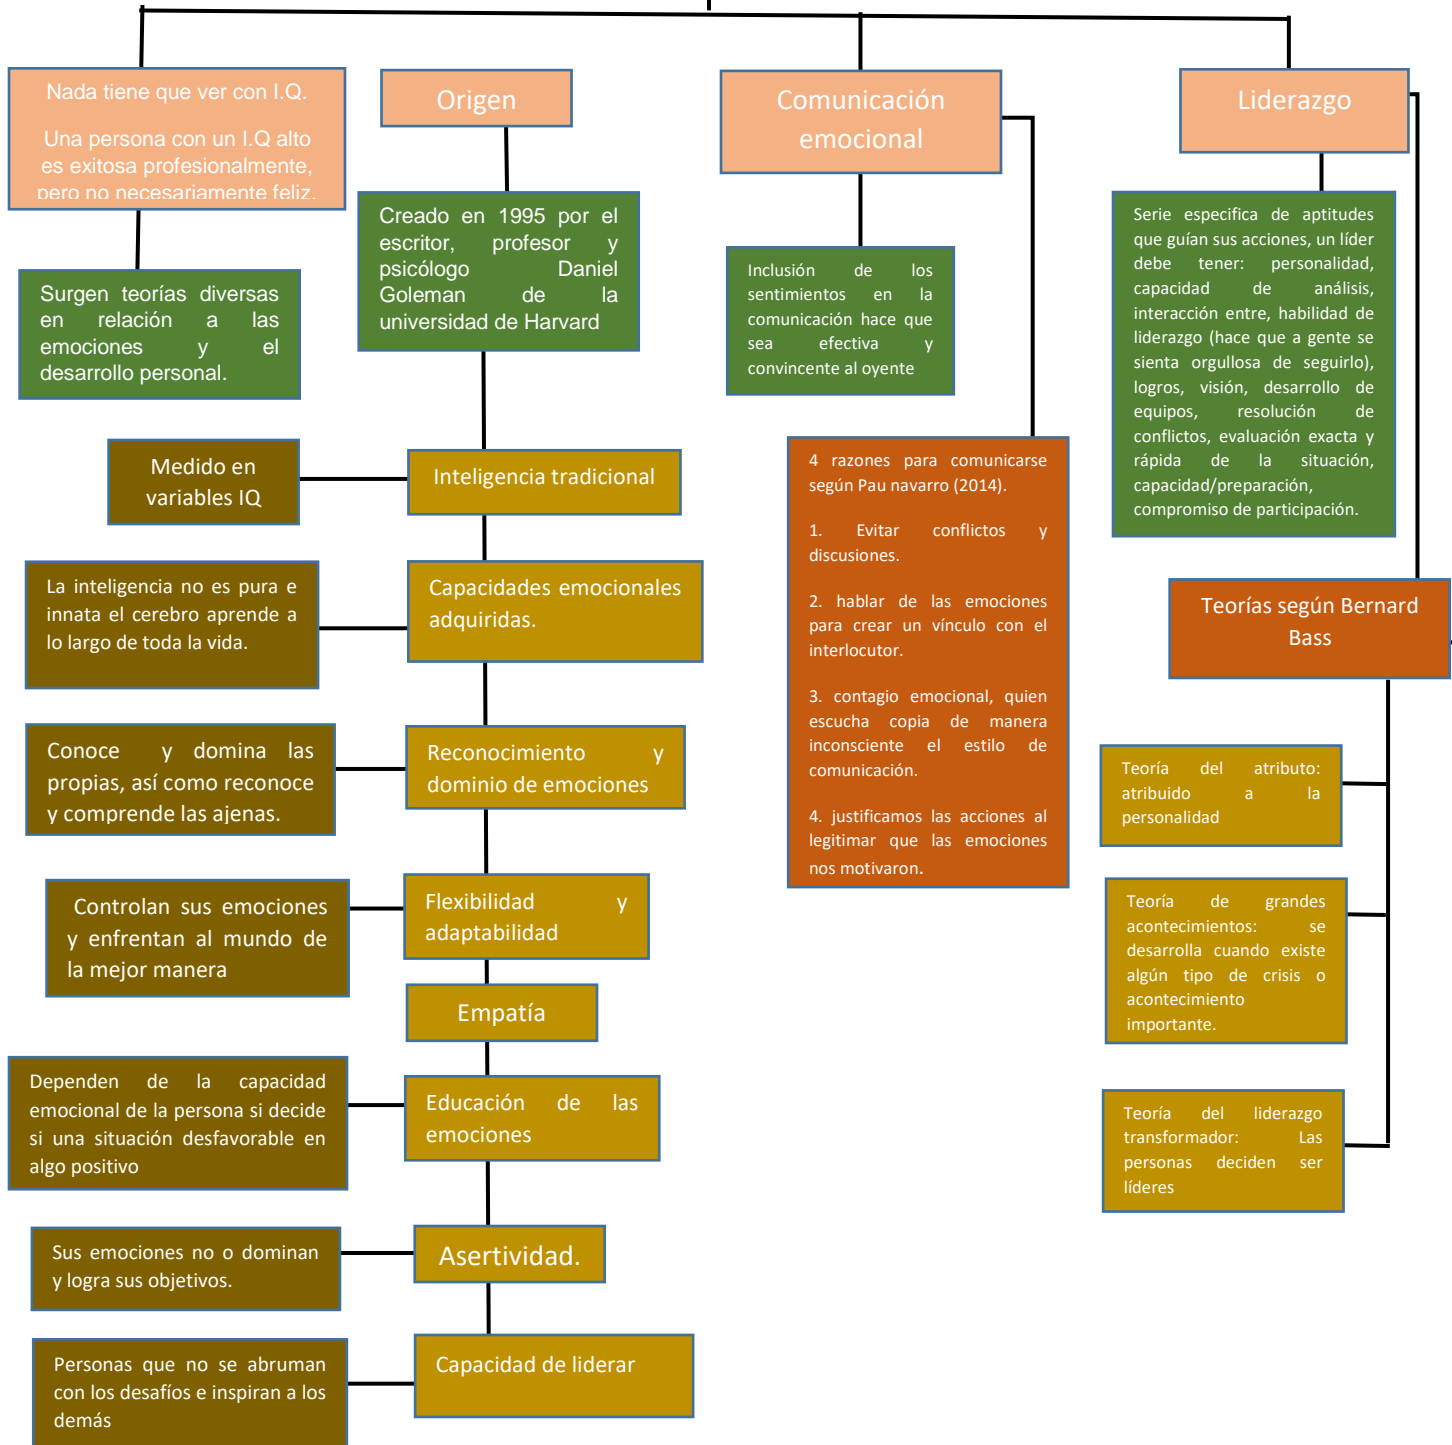 Nada tiene que ver con I.Q.
Una persona con un I.Q alto
es exitosa profesionalmente,
pero no necesariamente feliz.
Surgen teorías diversas
en relación a las
emociones y el
desarrollo personal.
Origen
Creado en 1995 por el
escritor, profesor y
psicólogo Daniel
Goleman de la
universidad de Harvard
Medido en
variables IQ
Inteligencia tradicional
La inteligencia no es pura e
innata el cerebro aprende a
lo largo de toda la vida.
Capacidades emocionales
adquiridas.
Conoce y domina las
propias, así como reconoce
y comprende las ajenas.
Reconocimiento y
dominio de emociones
Controlan sus emociones
y enfrentan al mundo de
la mejor manera
Flexibilidad y
adaptabilidad
Empatía
Dependen de la capacidad
emocional de la persona si decide
si una situación desfavorable en
algo positivo
Educación de las
emociones
Sus emociones no o dominan
y logra sus objetivos.
Asertividad.
Personas que no se abruman
con los desafíos e inspiran a los
demás
Capacidad de liderar
Comunicación
emocional
Inclusión de los
sentimientos en la
comunicación hace que
sea efectiva y
convincente al oyente
4 razones para comunicarse
según Pau navarro (2014).
1. Evitar conflictos y
discusiones.
2. hablar de las emociones
para crear un vínculo con el
interlocutor.
3. contagio emocional, quien
escucha copia de manera
inconsciente el estilo de
comunicación.
4. justificamos las acciones al
legitimar que las emociones
nos motivaron.
Liderazgo
Serie especifica de aptitudes
que guían sus acciones, un líder
debe tener: personalidad,
capacidad de análisis,
interacción entre, habilidad de
liderazgo (hace que a gente se
sienta orgullosa de seguirlo),
logros, visión, desarrollo de
equipos, resolución de
conflictos, evaluación exacta y
rápida de la situación,
capacidad/preparación,
compromiso de participación.
Teorías según Bernard
Bass
Teoría del atributo:
atribuido a la
personalidad
Teoría de grandes
acontecimientos: se
desarrolla cuando existe
algún tipo de crisis o
acontecimiento
importante.
Teoría del liderazgo
transformador: Las
personas deciden ser
líderes